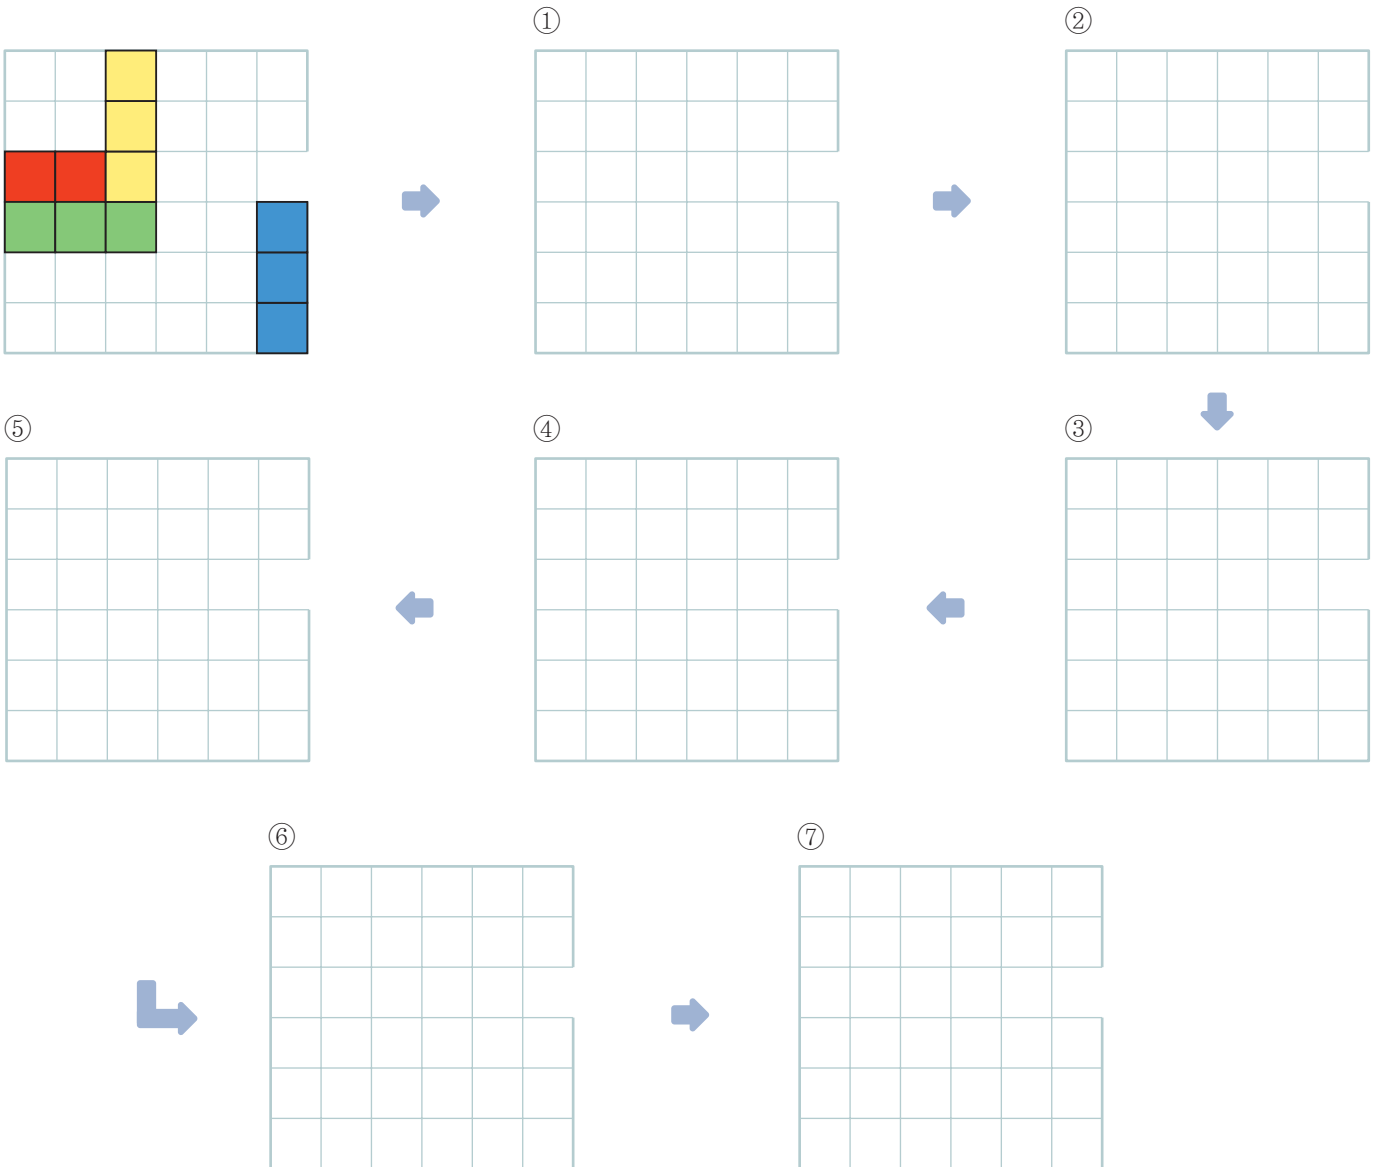 ① ②
⑤ ④ ③
⑥ ⑦